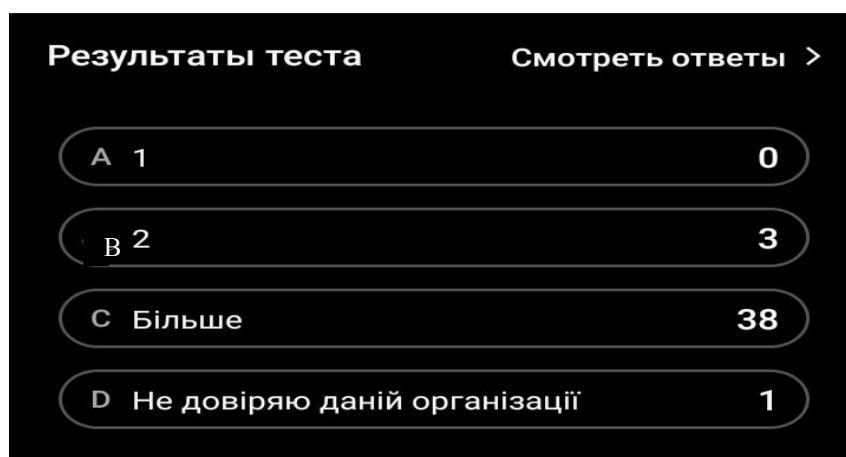 Результаты теста
Смотреть ответы >
A 1 0
B 2 3
C Більше 38
D Не довіряю даній організації 1